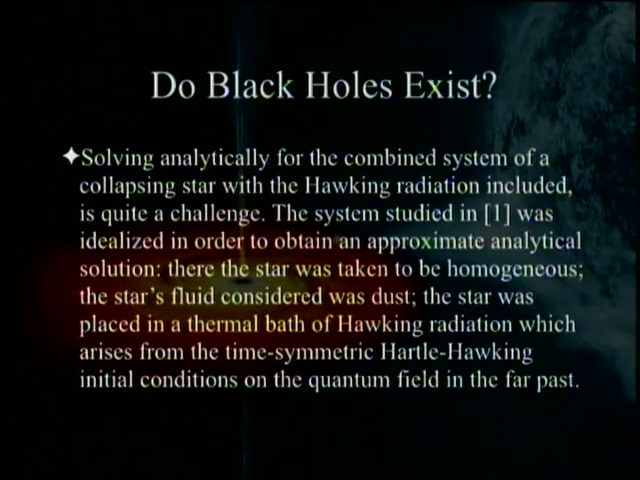 Do Black Holes Exist?
✦Solving analytically for the combined system of a
collapsing star with the Hawking radiation included,
is quite a challenge. The system studied in [1] was
idealized in order to obtain an approximate analytical
solution: there the star was taken to be homogeneous;
the star's fluid considered was dust; the star was
placed in a thermal bath of Hawking radiation which
arises from the time-symmetric Hartle-Hawking
initial conditions on the quantum field in the far past.